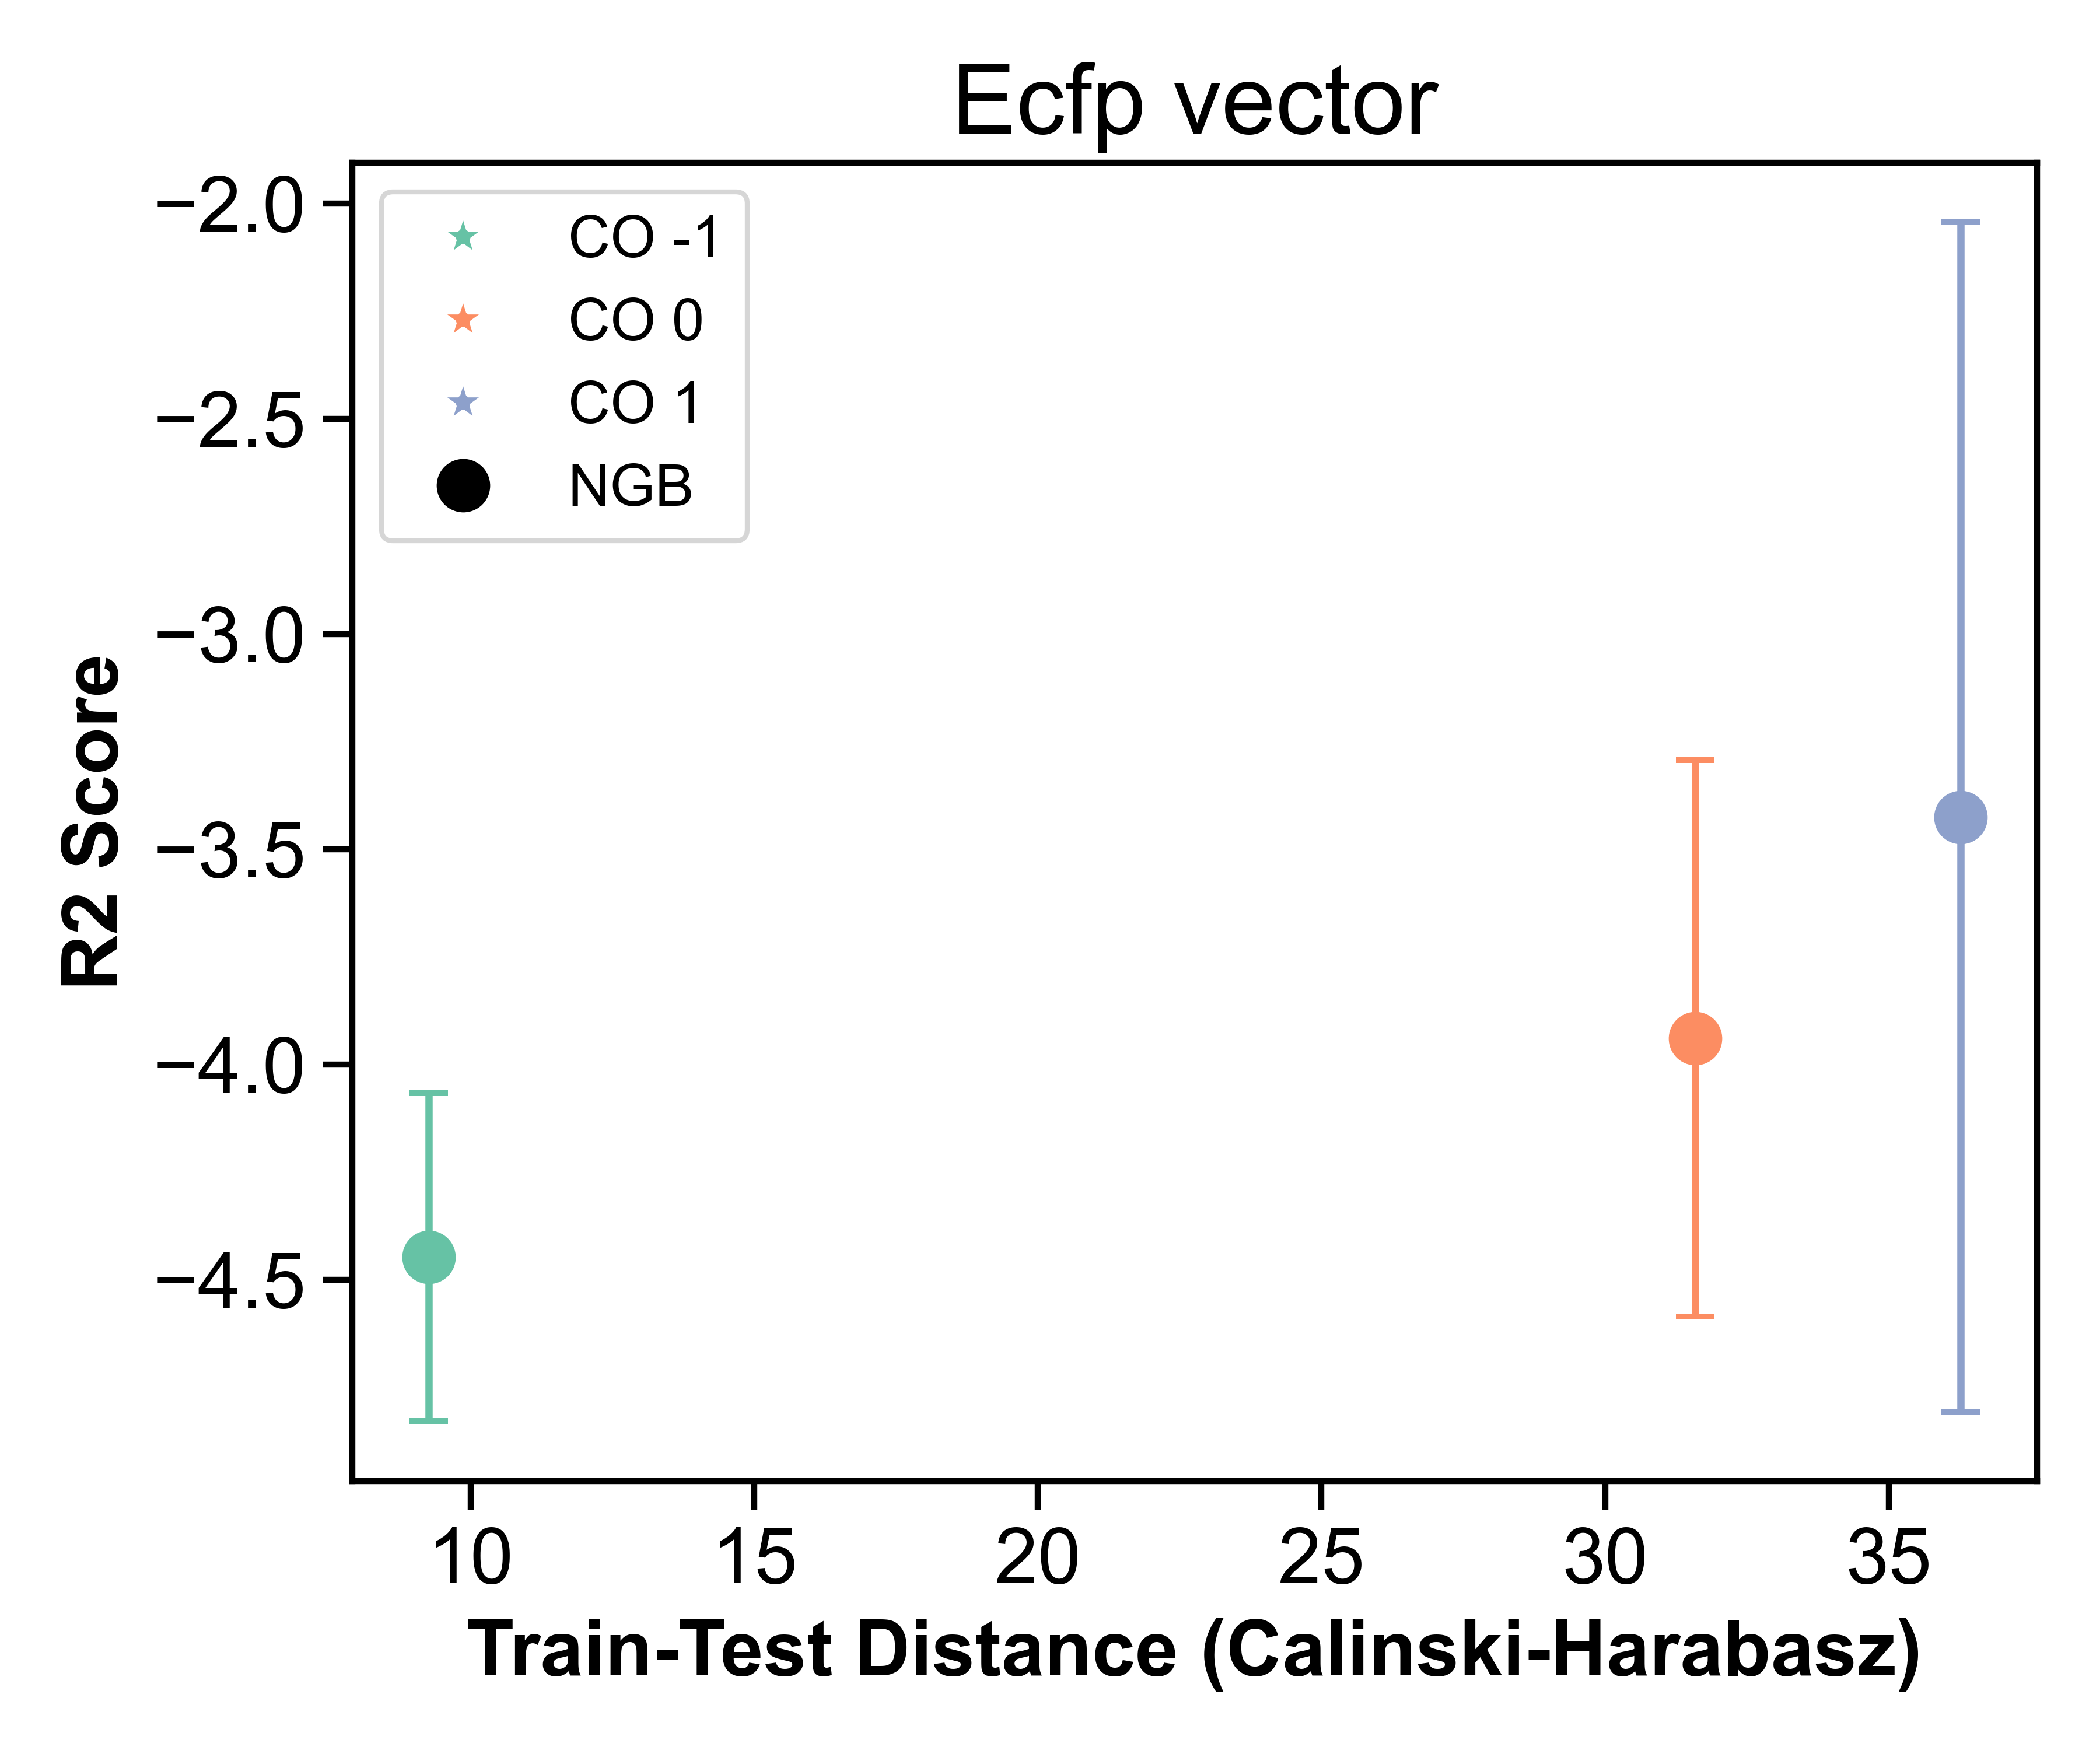 Ecfp vector
CO -1
CO 0
CO 1
NGB
R2 Score
−2.0
−2.5
−3.0
−3.5
−4.0
−4.5
10 15 20 25 30 35
Train-Test Distance (Calinski-Harabasz)